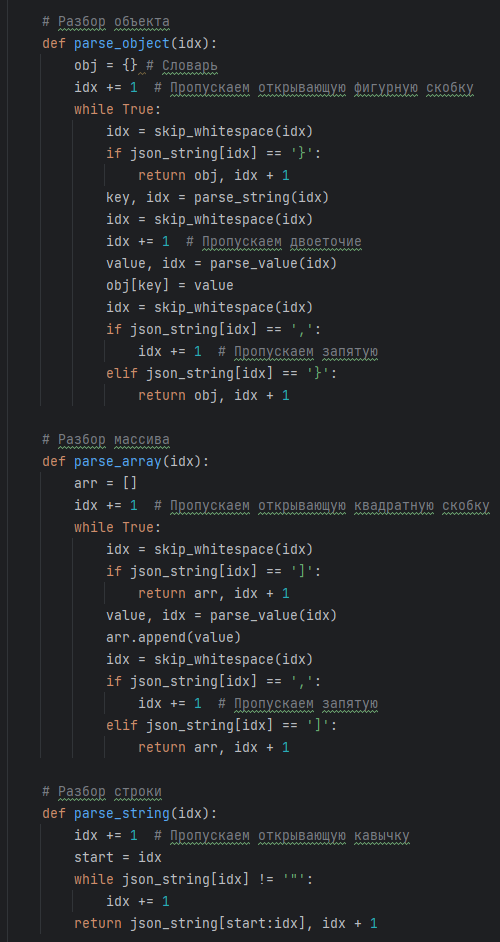 # Разбор объекта
def parse_object(idx):
    obj = {} # Словарь
    idx += 1  # Пропускаем открывающую фигурную скобку
    while True:
        idx = skip_whitespace(idx)
        if json_string[idx] == '}':
            return obj, idx + 1
        key, idx = parse_string(idx)
        idx = skip_whitespace(idx)
        idx += 1  # Пропускаем двоеточие
        value, idx = parse_value(idx)
        obj[key] = value
        idx = skip_whitespace(idx)
        if json_string[idx] == ',':
            idx += 1  # Пропускаем запятую
        elif json_string[idx] == '}':
            return obj, idx + 1

# Разбор массива
def parse_array(idx):
    arr = []
    idx += 1  # Пропускаем открывающую квадратную скобку
    while True:
        idx = skip_whitespace(idx)
        if json_string[idx] == ']':
            return arr, idx + 1
        value, idx = parse_value(idx)
        arr.append(value)
        idx = skip_whitespace(idx)
        if json_string[idx] == ',':
            idx += 1  # Пропускаем запятую
        elif json_string[idx] == ']':
            return arr, idx + 1

# Разбор строки
def parse_string(idx):
    idx += 1  # Пропускаем открывающую кавычку
    start = idx
    while json_string[idx] != '"':
        idx += 1
    return json_string[start:idx], idx + 1